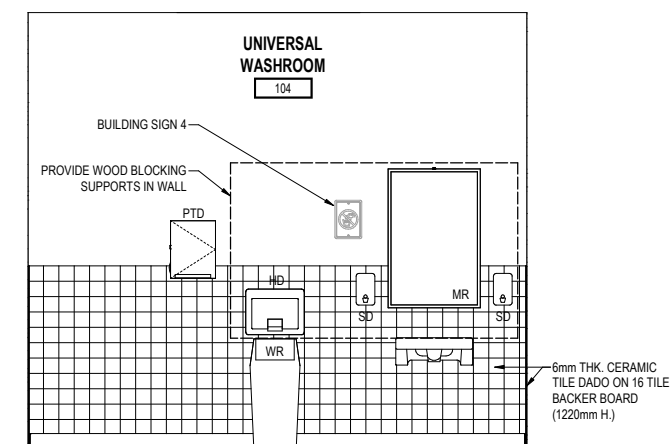 UNIVERSAL
WASHROOM
104
BUILDING SIGN 4
PROVIDE WOOD BLOCKING
SUPPORTS IN WALL
PTD
HD
MR
SD
SD
WR
6mm THK. CERAMIC
TILE DADO ON 16 TILE
BACKER BOARD
(1220mm H.)